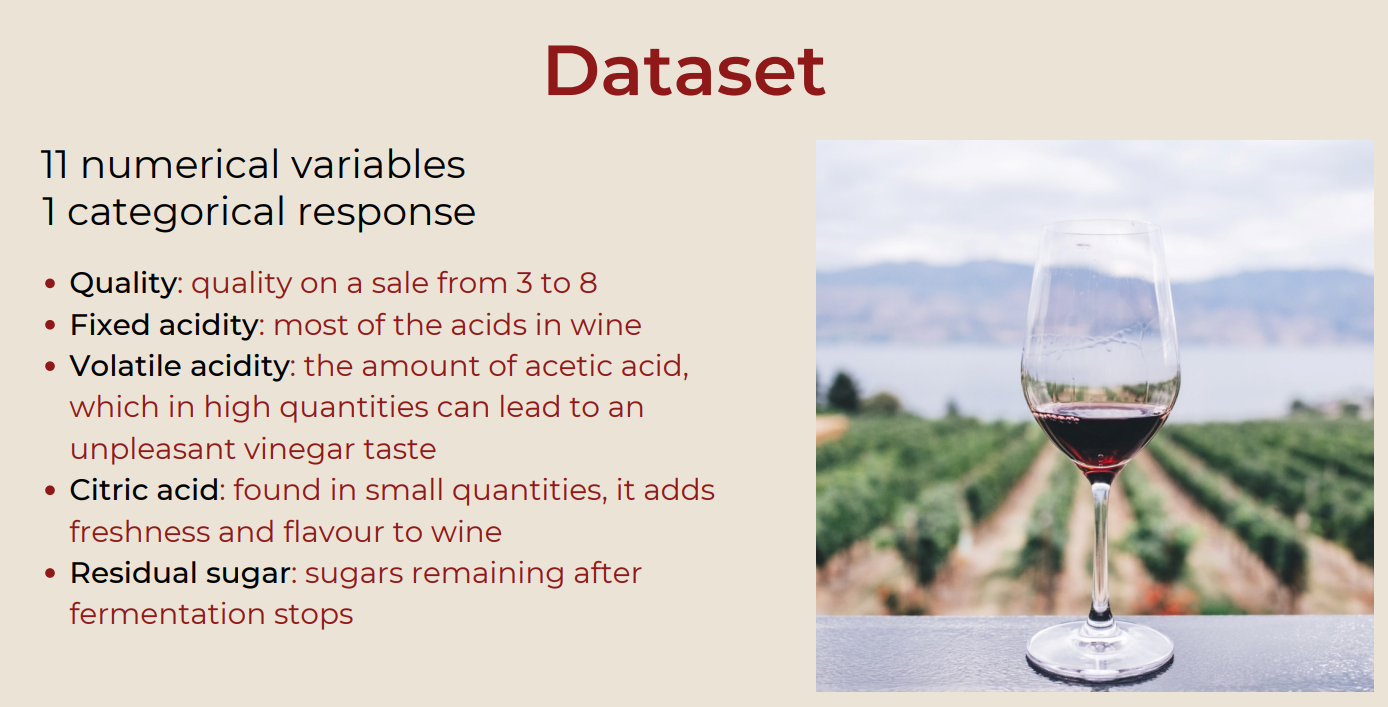 Dataset
11 numerical variables
1 categorical response
• Quality: quality on a sale from 3 to 8
• Fixed acidity: most of the acids in wine
• Volatile acidity: the amount of acetic acid,
which in high quantities can lead to an
unpleasant vinegar taste
• Citric acid: found in small quantities, it adds
freshness and flavour to wine
• Residual sugar: sugars remaining after
fermentation stops